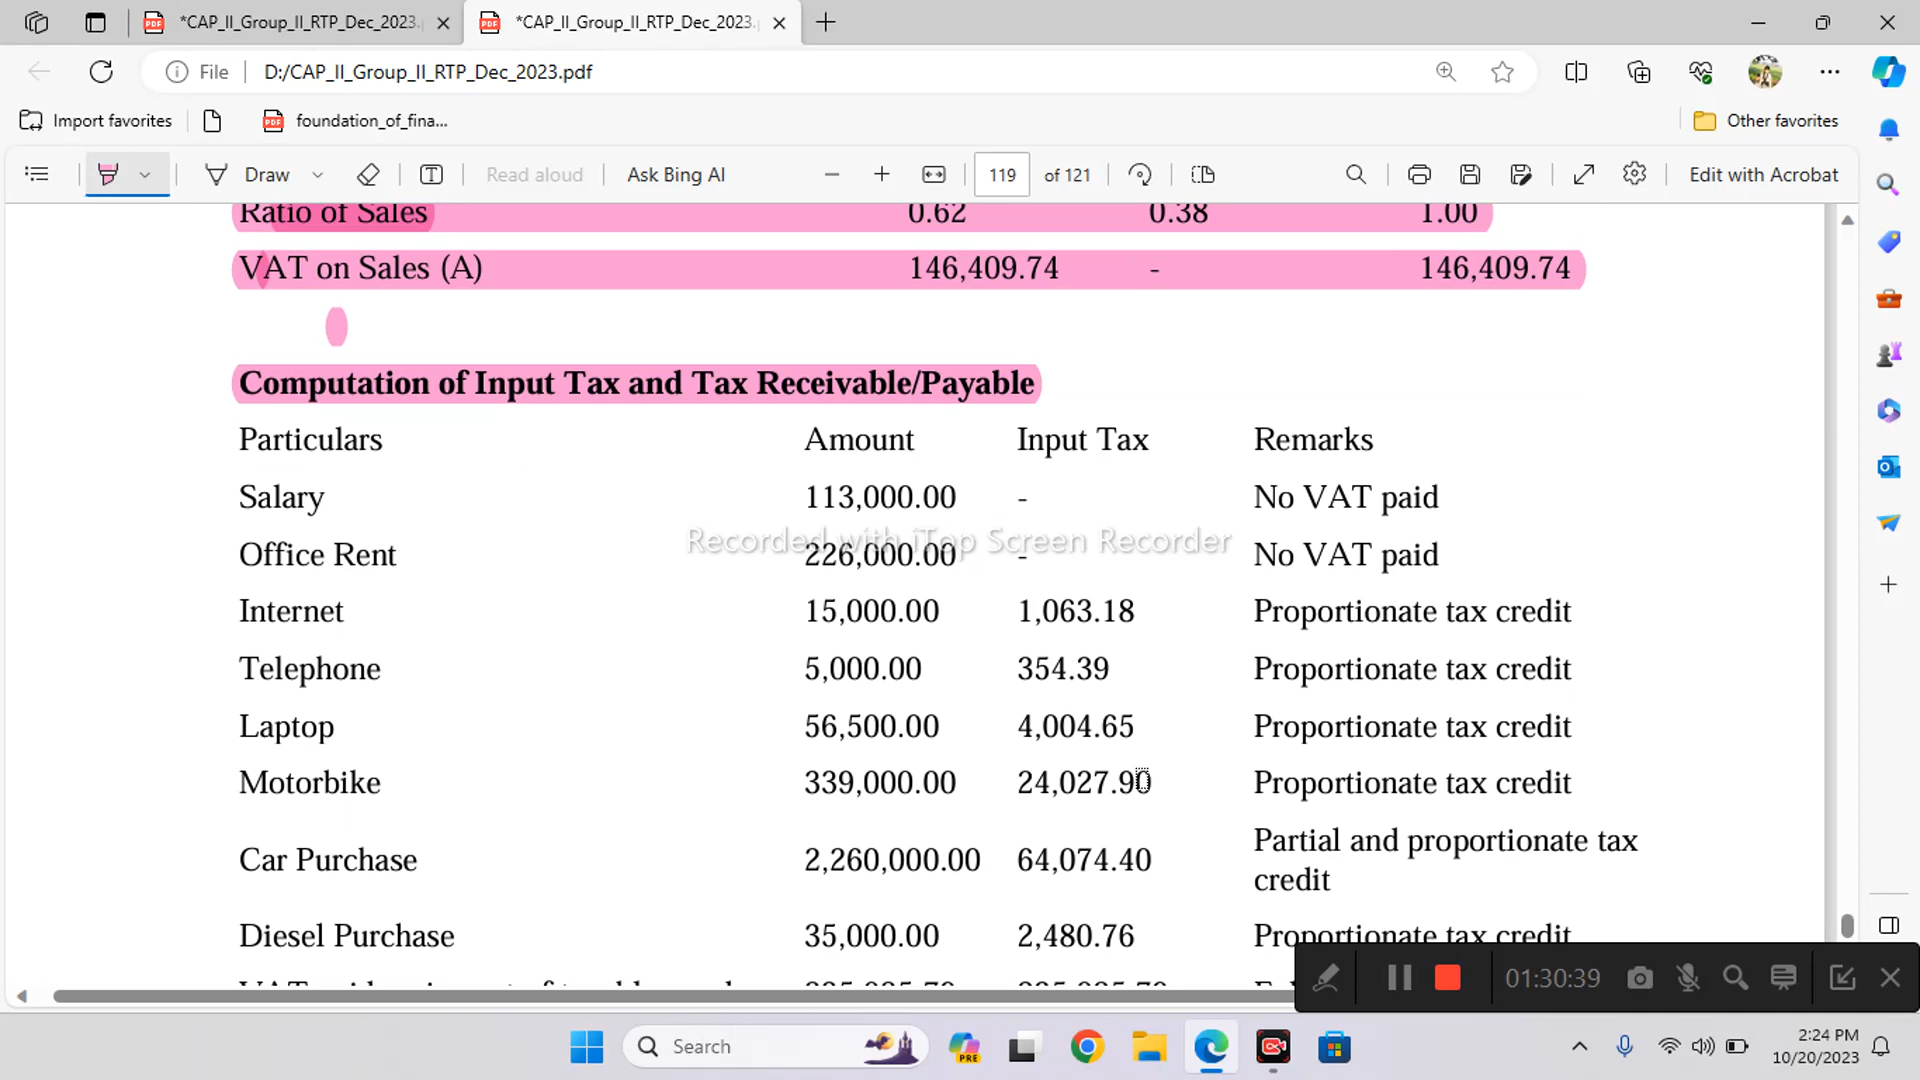 *CAP_II_Group_II_RTP_Dec_2023.
*CAP_II_Group_II_RTP_Dec_2023.
File D:/CAP_II_Group_II_RTP_Dec_2023.pdf
Import favorites foundation_of_fina... Other favorites
Draw Read aloud Ask Bing AI 119 of 121 Edit with Acrobat
Ratio of Sales 0.62 0.38 1.00
VAT on Sales (A) 146,409.74 - 146,409.74
Computation of Input Tax and Tax Receivable/Payable
Particulars Amount Input Tax Remarks
Salary 113,000.00 - No VAT paid
Recorded with iTop Screen Recorder
Office Rent 226,000.00 - No VAT paid
Internet 15,000.00 1,063.18 Proportionate tax credit
Telephone 5,000.00 354.39 Proportionate tax credit
Laptop 56,500.00 4,004.65 Proportionate tax credit
Motorbike 339,000.00 24,027.90 Proportionate tax credit
Car Purchase 2,260,000.00 64,074.40 Partial and proportionate tax
credit
Diesel Purchase 35,000.00 2,480.76 Proportionate tax credit
01:30:39
Search PRE
2:24 PM
10/20/2023